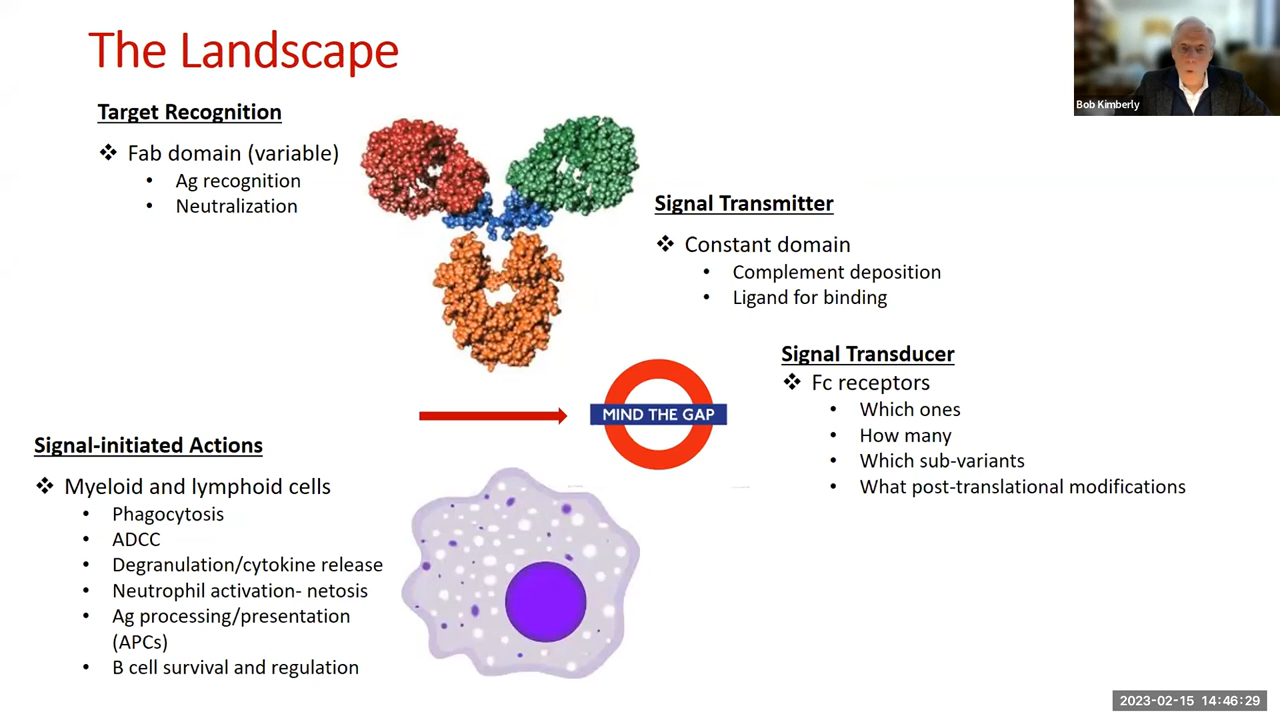 The Landscape
Bob Kimberly
Target Recognition
❖ Fab domain (variable)
• Ag recognition
• Neutralization
Signal Transmitter
❖ Constant domain
• Complement deposition
• Ligand for binding
Signal Transducer
❖ Fc receptors
• Which ones
• How many
• Which sub-variants
• What post-translational modifications
MIND THE GAP
Signal-initiated Actions
❖ Myeloid and lymphoid cells
• Phagocytosis
• ADCC
• Degranulation/cytokine release
• Neutrophil activation- netosis
• Ag processing/presentation
(APCs)
• B cell survival and regulation
2023-02-15 14:46:29